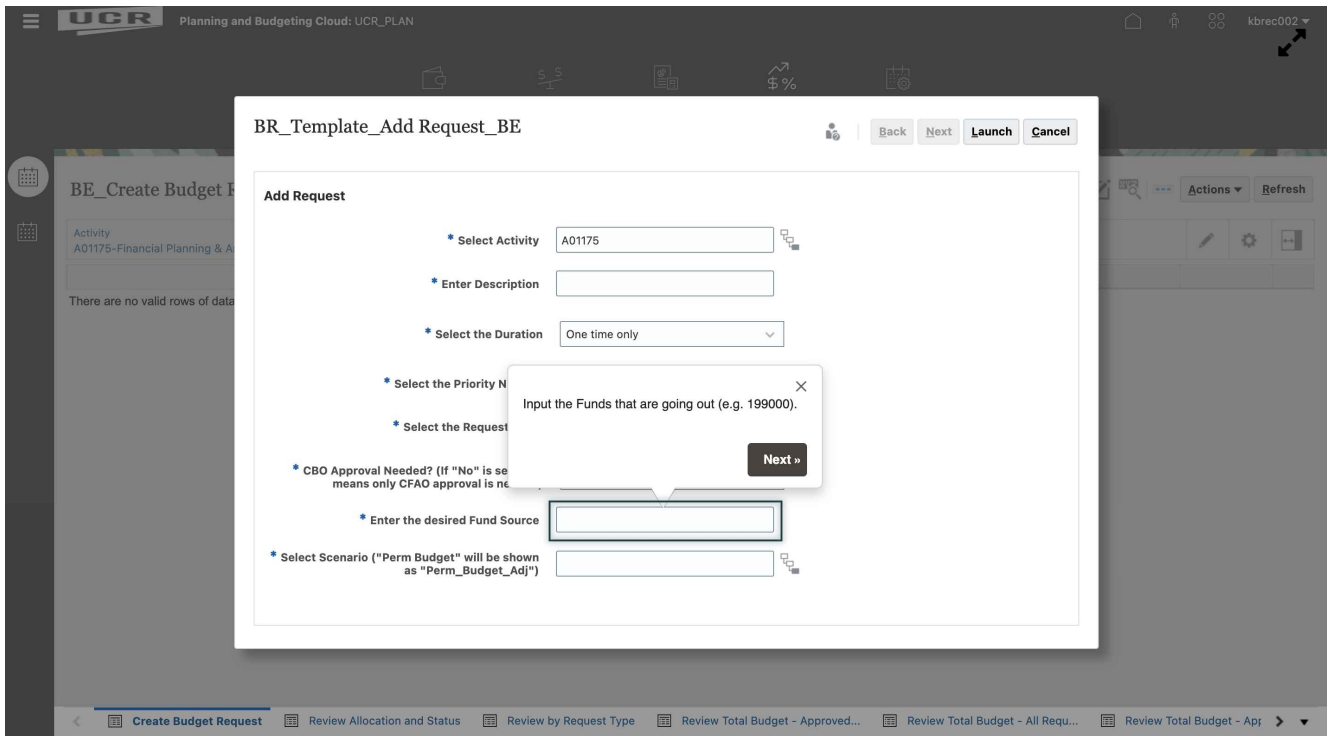 UCR Planning and Budgeting Cloud: UCR_PLAN kbrec002
BR_Template_Add Request_BE Back Next Launch Cancel
BE_Create Budget R Actions Refresh
Add Request
Activity
A01175-Financial Planning & A
* Select Activity A01175
* Enter Description
There are no valid rows of data
* Select the Duration One time only
* Select the Priority N
Input the Funds that are going out (e.g. 199000).
* Select the Request
Next »
* CBO Approval Needed? (If "No" is se
means only CFAO approval is ne
* Enter the desired Fund Source
* Select Scenario ("Perm Budget" will be shown
as "Perm_Budget_Adj")
Create Budget Request Review Allocation and Status Review by Request Type Review Total Budget - Approved... Review Total Budget - All Requ... Review Total Budget - App